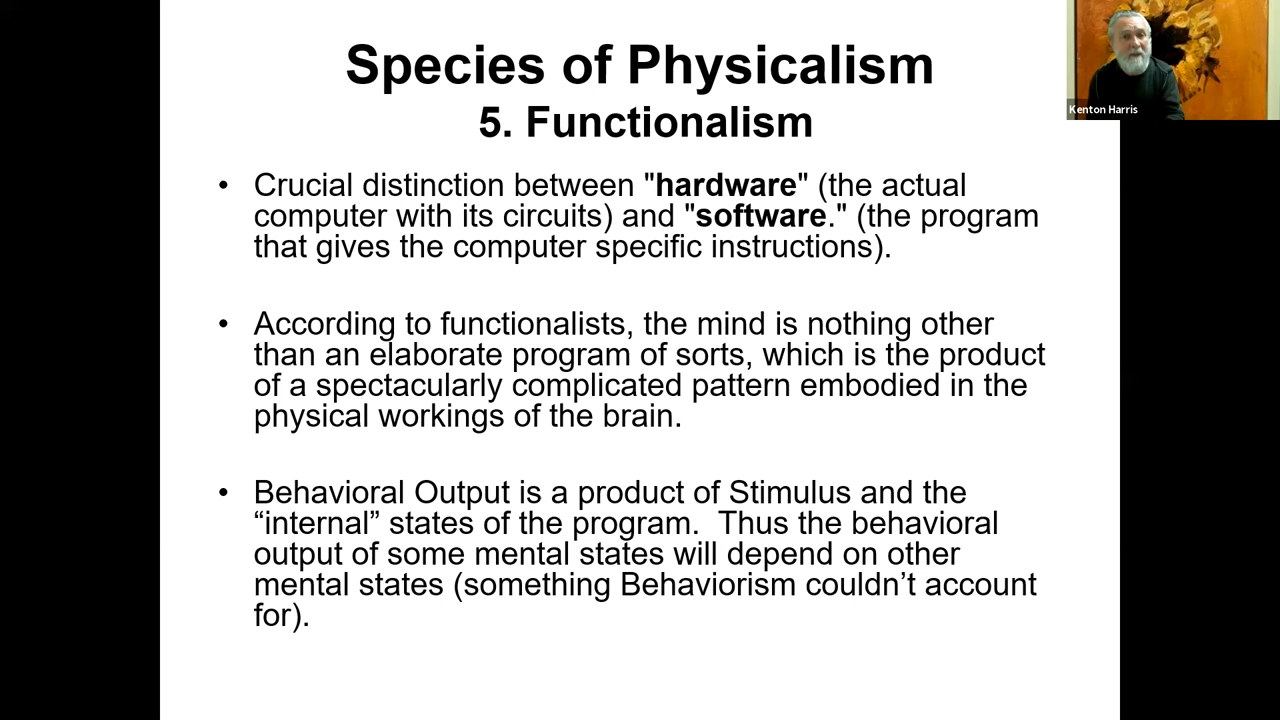 Species of Physicalism
5. Functionalism
Kenton Harris
• Crucial distinction between "hardware" (the actual
computer with its circuits) and "software." (the program
that gives the computer specific instructions).
• According to functionalists, the mind is nothing other
than an elaborate program of sorts, which is the product
of a spectacularly complicated pattern embodied in the
physical workings of the brain.
• Behavioral Output is a product of Stimulus and the
“internal” states of the program.  Thus the behavioral
output of some mental states will depend on other
mental states (something Behaviorism couldn’t account
for).